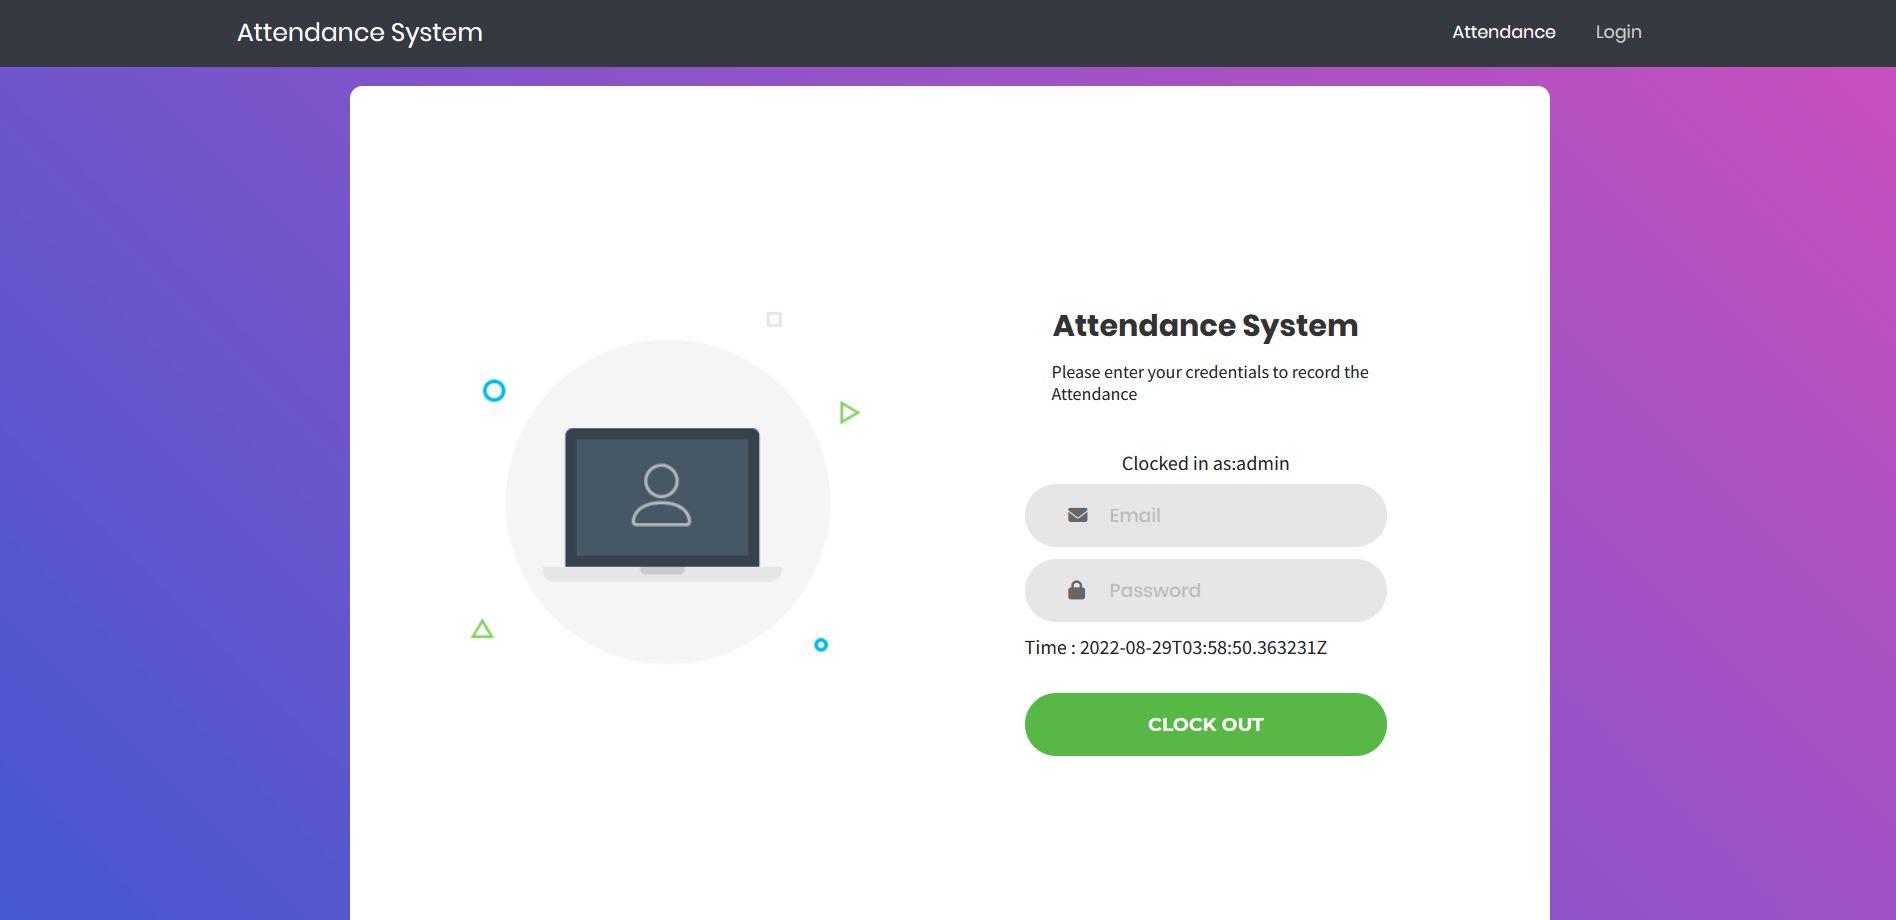 Attendance System
Attendance
Login
Attendance System
Please enter your credentials to record the
Attendance
Clocked in as:admin
Email
Password
Time : 2022-08-29T03:58:50.363231Z
CLOCK OUT